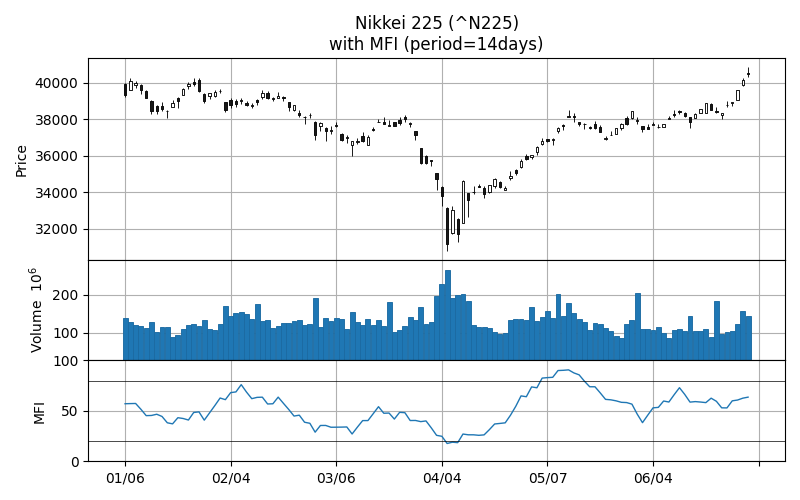 Nikkei 225 (^N225)
with MFI (period=14days)
Price
40000
38000
36000
34000
32000
Volume 10^6
200
100
MFI
100
50
0
01/06 02/04 03/06 04/04 05/07 06/04